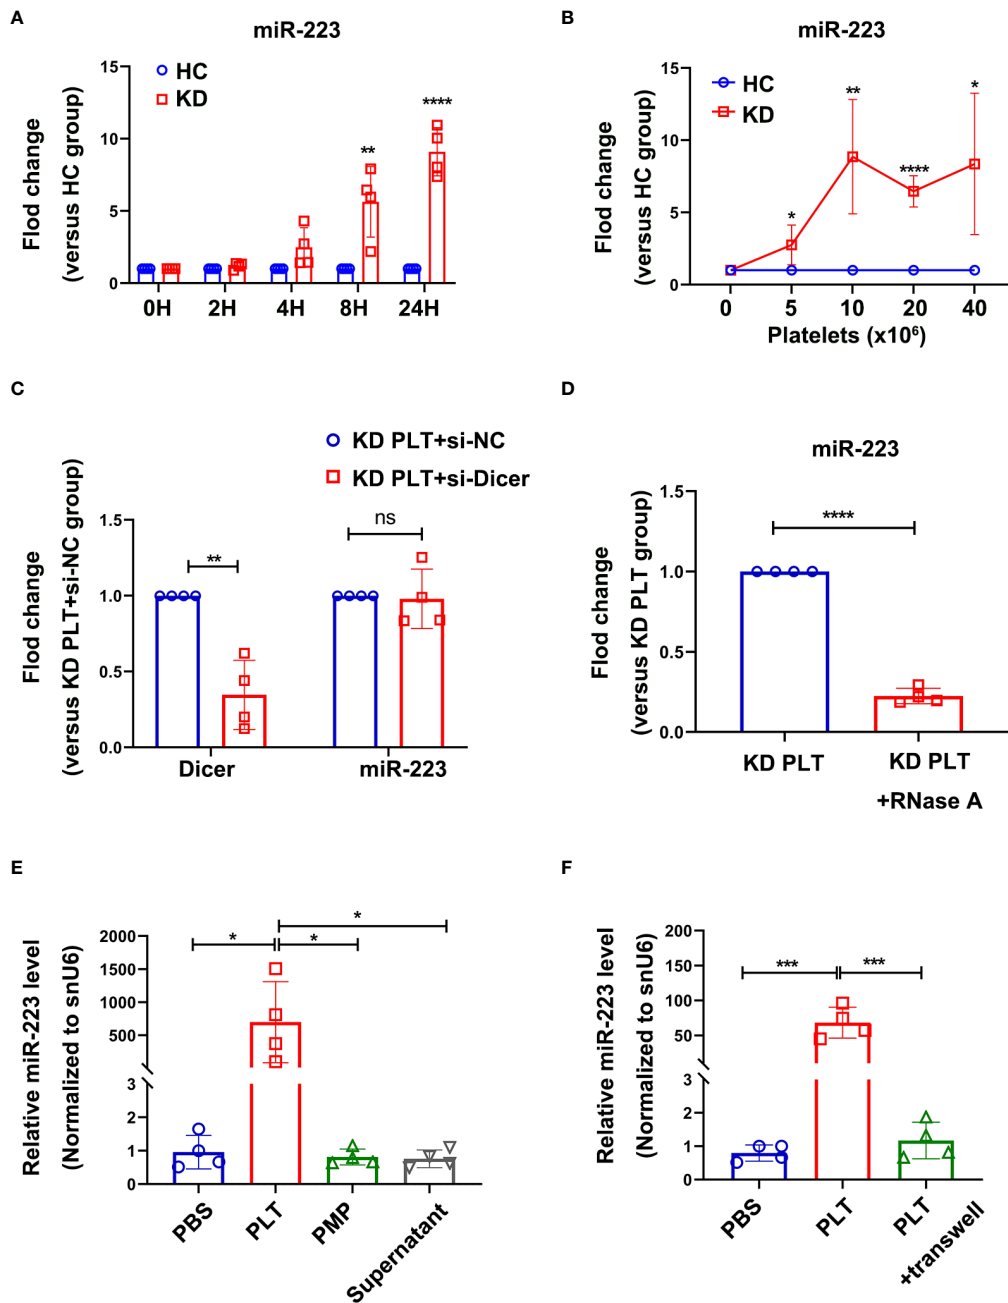 A
miR-223
HC
KD
Flod change
(versus HC group)
15
10
5
0
**
****
0H 2H 4H 8H 24H
B
miR-223
HC
KD
Flod change
(versus HC group)
15
10
5
0
*
**
****
*
0 5 10 20 40
Platelets (x10⁶)
C
KD PLT+si-NC
KD PLT+si-Dicer
Flod change
(versus KD PLT+si-NC group)
1.5
1.0
0.5
0.0
**
ns
Dicer miR-223
D
miR-223
Flod change
(versus KD PLT group)
1.5
1.0
0.5
0.0
****
KD PLT KD PLT
+RNase A
E
Relative miR-223 level
(Normalized to snU6)
2000
1500
1000
500
3
2
1
0
*
*
*
PBS PLT PMP Supernatant
F
Relative miR-223 level
(Normalized to snU6)
200
150
100
50
3
2
1
0
***
***
PBS PLT PLT
+transwell